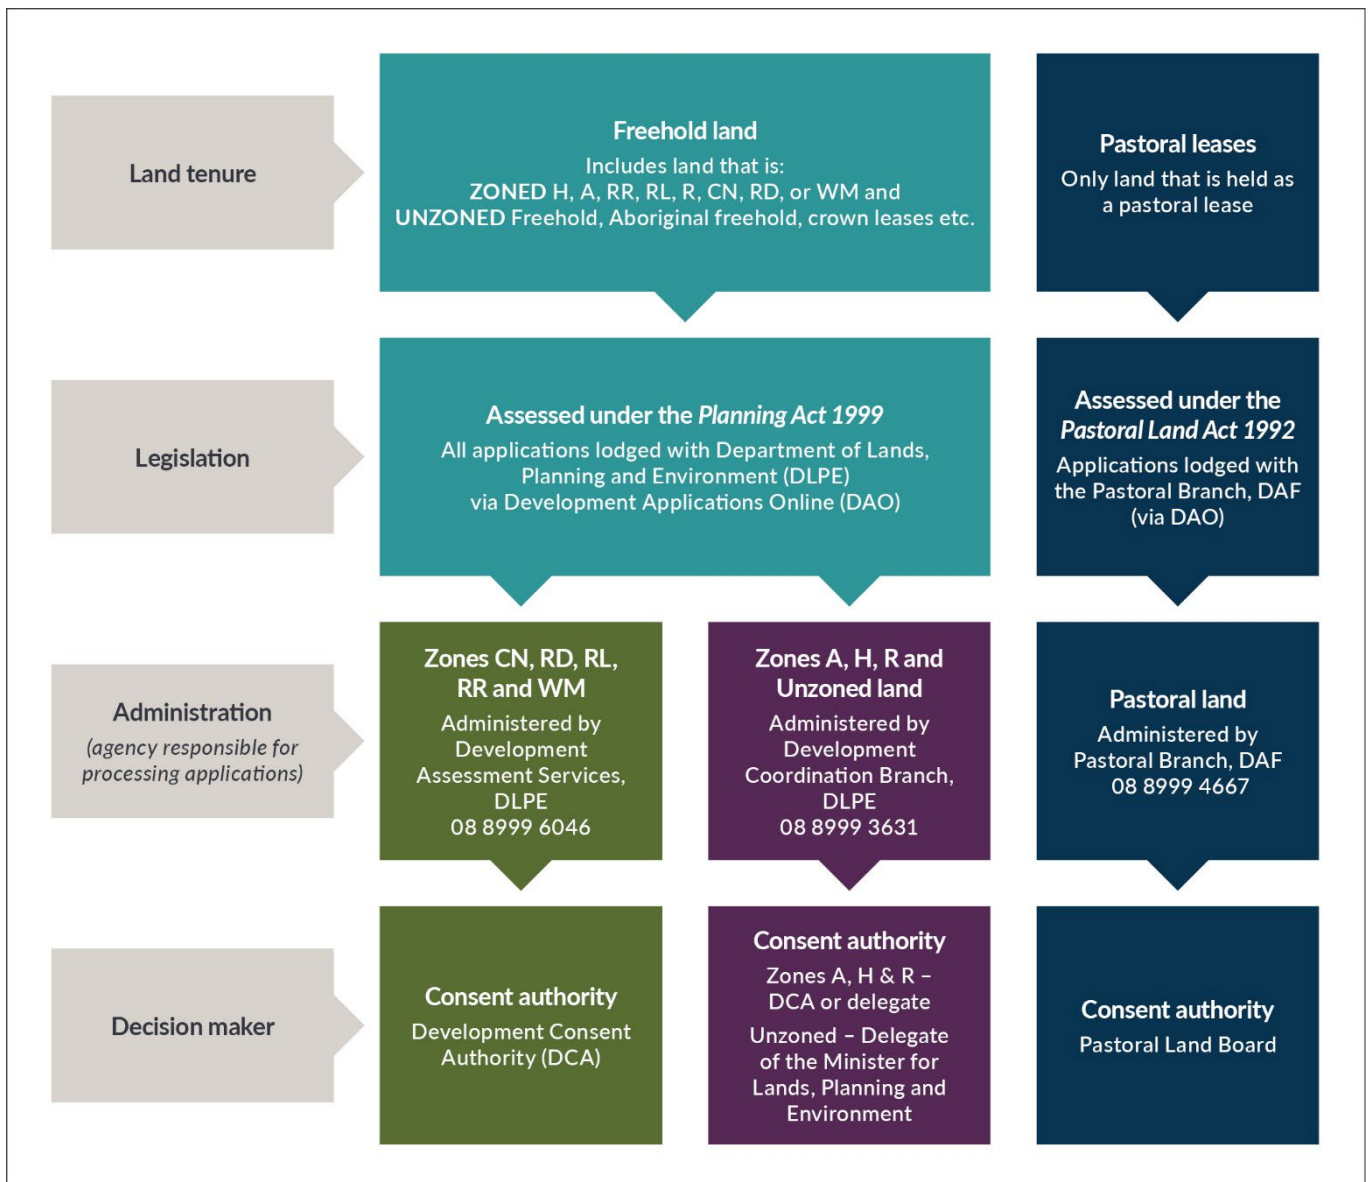 Land tenure
Freehold land
Includes land that is:
ZONED H, A, RR, RL, R, CN, RD, or WM and
UNZONED Freehold, Aboriginal freehold, crown leases etc.
Pastoral leases
Only land that is held as
a pastoral lease
Legislation
Assessed under the Planning Act 1999
All applications lodged with Department of Lands,
Planning and Environment (DLPE)
via Development Applications Online (DAO)
Assessed under the
Pastoral Land Act 1992
Applications lodged with
the Pastoral Branch, DAF
(via DAO)
Administration
(agency responsible for
processing applications)
Zones CN, RD, RL,
RR and WM
Administered by
Development
Assessment Services,
DLPE
08 8999 6046
Zones A, H, R and
Unzoned land
Administered by
Development
Coordination Branch,
DLPE
08 8999 3631
Pastoral land
Administered by
Pastoral Branch, DAF
08 8999 4667
Decision maker
Consent authority
Development Consent
Authority (DCA)
Consent authority
Zones A, H & R –
DCA or delegate
Unzoned – Delegate
of the Minister for
Lands, Planning and
Environment
Consent authority
Pastoral Land Board